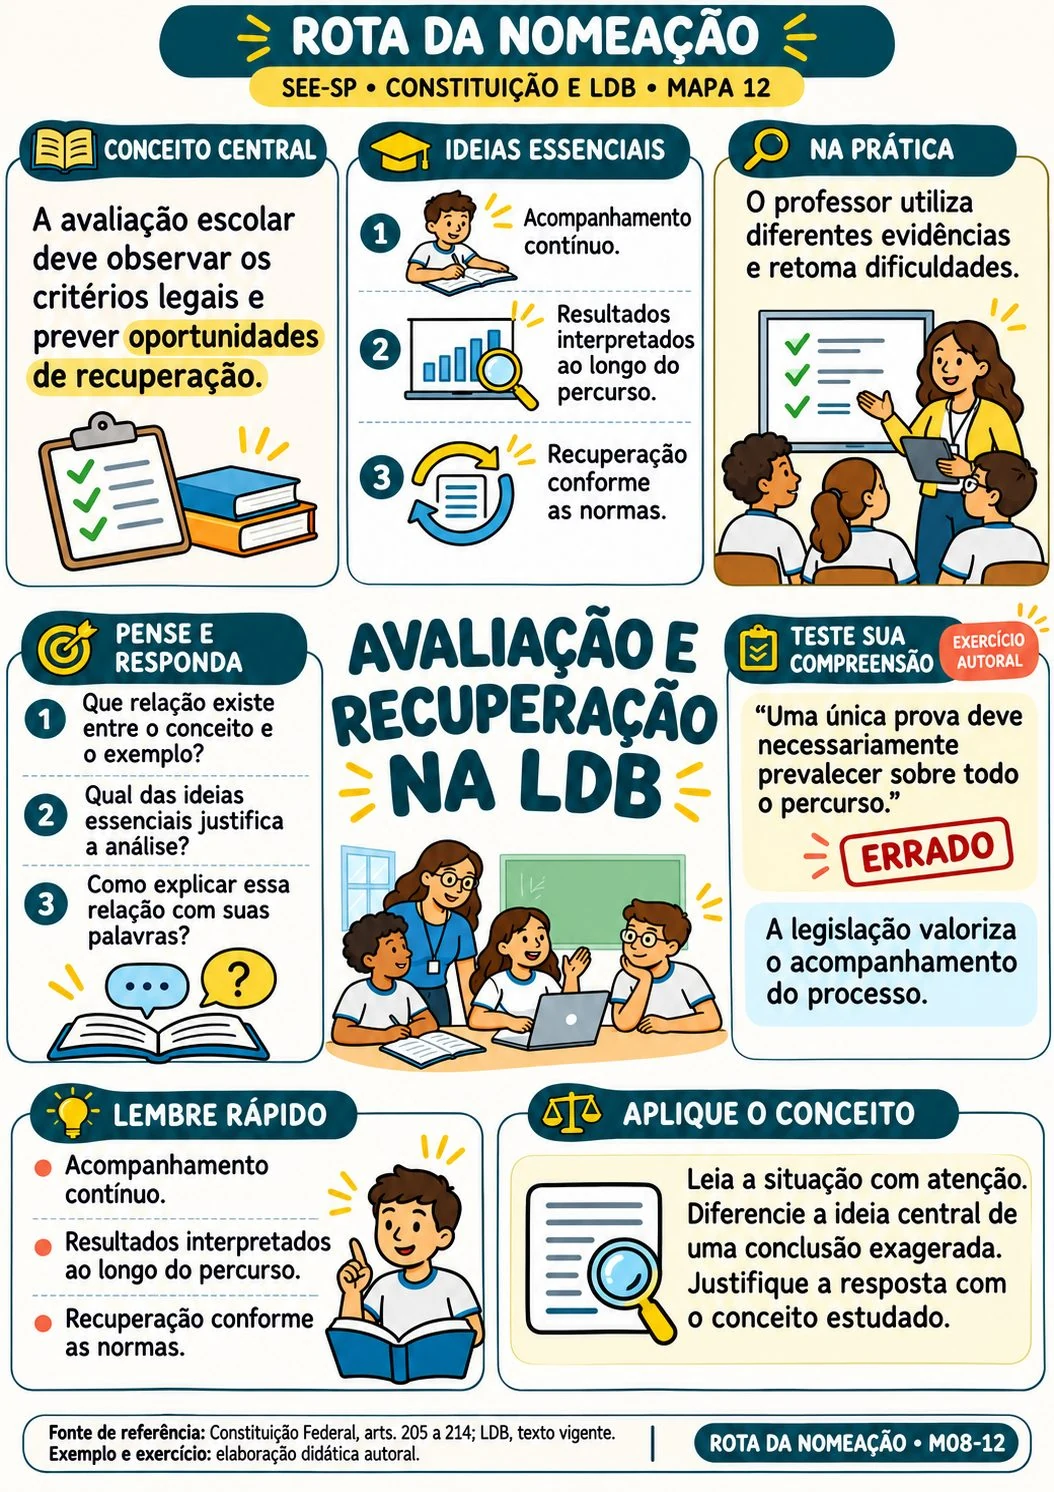 ROTA DA NOMEAÇÃO
SEE-SP • CONSTITUIÇÃO E LDB • MAPA 12
CONCEITO CENTRAL
A avaliação escolar
deve observar os
critérios legais e
prever oportunidades
de recuperação.
IDEIAS ESSENCIAIS
1
Acompanhamento
contínuo.
2
Resultados
interpretados
ao longo do
percurso.
3
Recuperação
conforme
as normas.
NA PRÁTICA
O professor utiliza
diferentes evidências
e retoma dificuldades.
PENSE E
RESPONDA
1
Que relação existe
entre o conceito e
o exemplo?
2
Qual das ideias
essenciais justifica
a análise?
3
Como explicar essa
relação com suas
palavras?
?
AVALIAÇÃO E
RECUPERAÇÃO
NA LDB
TESTE SUA
COMPREENSÃO
EXERCÍCIO
AUTORAL
“Uma única prova deve
necessariamente
prevalecer sobre todo
o percurso.”
ERRADO
A legislação valoriza
o acompanhamento
do processo.
LEMBRE RÁPIDO
Acompanhamento
contínuo.
Resultados interpretados
ao longo do percurso.
Recuperação conforme
as normas.
APLIQUE O CONCEITO
Leia a situação com atenção.
Diferencie a ideia central de
uma conclusão exagerada.
Justifique a resposta com
o conceito estudado.
Fonte de referência: Constituição Federal, arts. 205 a 214; LDB, texto vigente.
Exemplo e exercício: elaboração didática autoral.
ROTA DA NOMEAÇÃO • M08-12